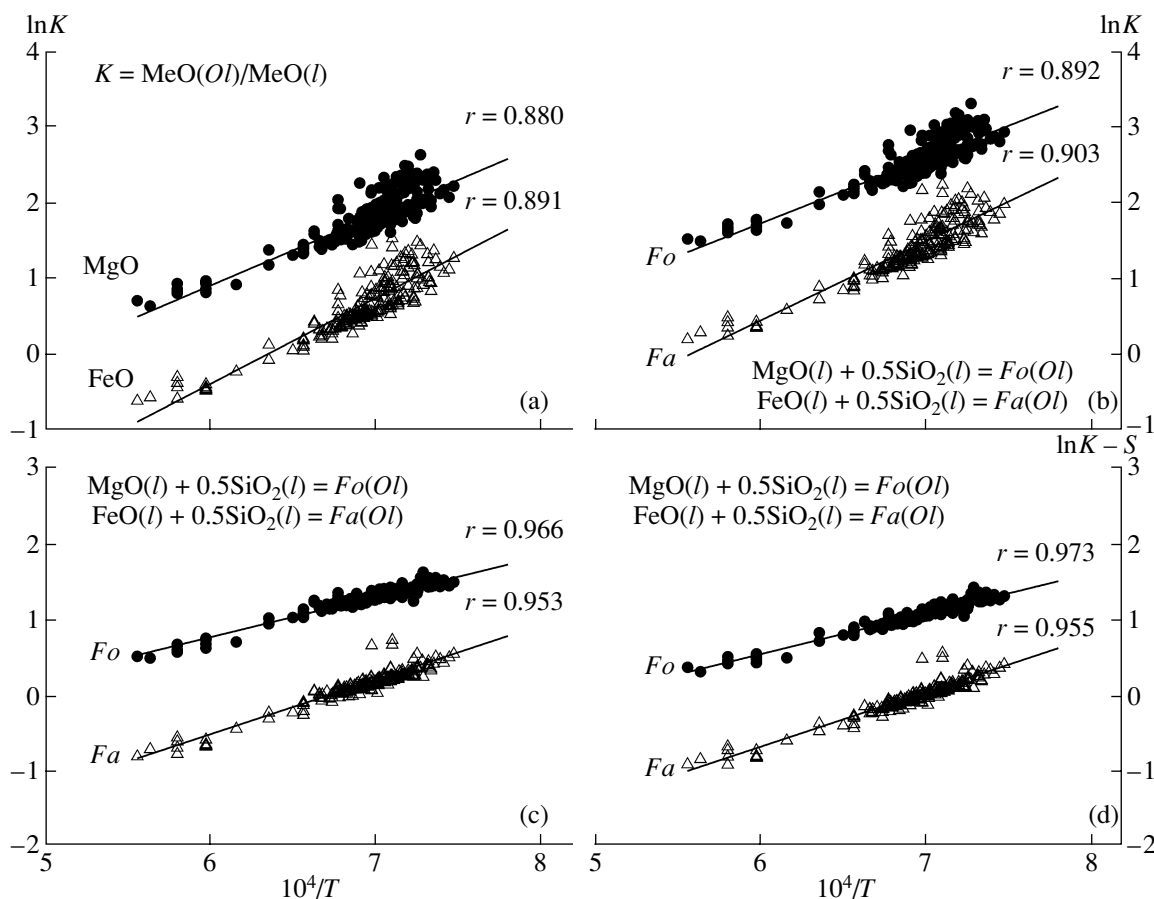 lnK
4
3
2
1
0
–1
K = MeO(Ol)/MeO(l)
r = 0.880
r = 0.891
MgO
FeO
(a)
lnK
4
3
2
1
0
–1
r = 0.892
r = 0.903
Fo
Fa
MgO(l) + 0.5SiO₂(l) = Fo(Ol)
FeO(l) + 0.5SiO₂(l) = Fa(Ol)
(b)
3
2
1
0
–1
–2
MgO(l) + 0.5SiO₂(l) = Fo(Ol)
FeO(l) + 0.5SiO₂(l) = Fa(Ol)
r = 0.966
r = 0.953
Fo
Fa
(c)
5 6 7 8
10⁴/T
lnK – S
3
2
1
0
–1
–2
MgO(l) + 0.5SiO₂(l) = Fo(Ol)
FeO(l) + 0.5SiO₂(l) = Fa(Ol)
r = 0.973
r = 0.955
Fo
Fa
(d)
5 6 7 8
10⁴/T